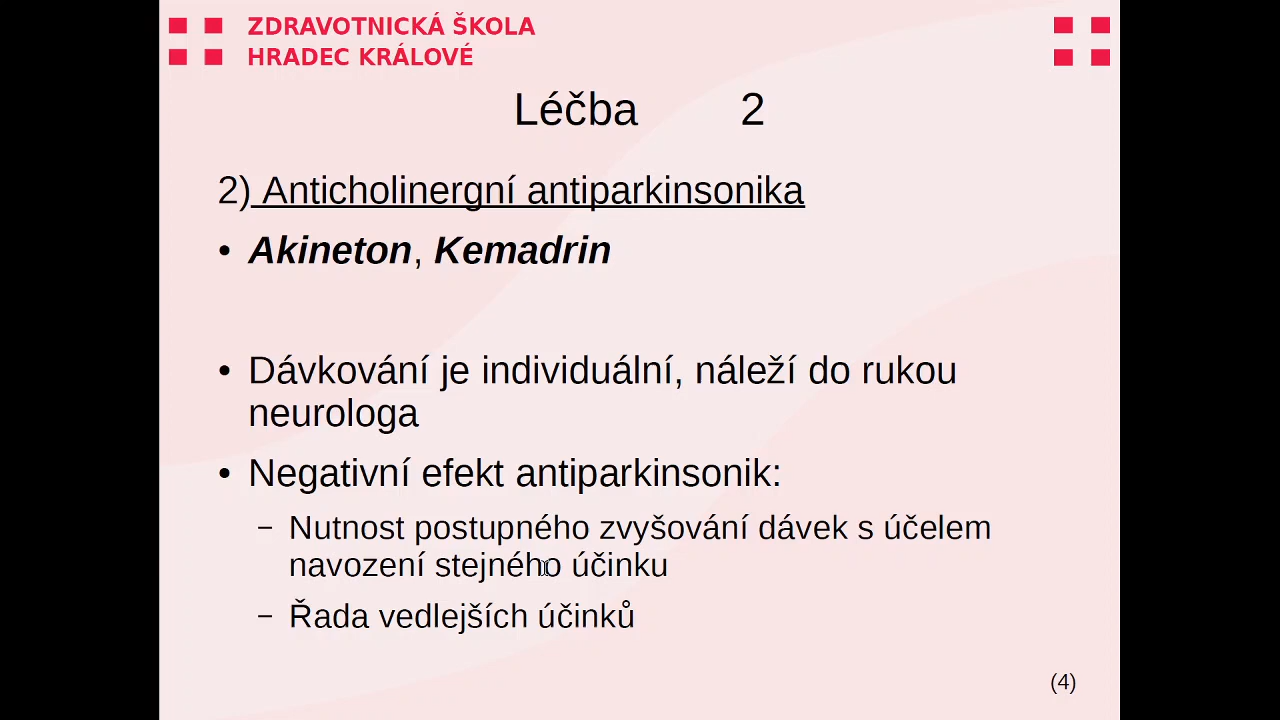 ZDRAVOTNICKÁ ŠKOLA
HRADEC KRÁLOVÉ
Léčba 2
2) Anticholinergní antiparkinsonika
• Akineton, Kemadrin
• Dávkování je individuální, náleží do rukou
neurologa
• Negativní efekt antiparkinsonik:
– Nutnost postupného zvyšování dávek s účelem
navození stejného účinku
– Řada vedlejších účinků
(4)